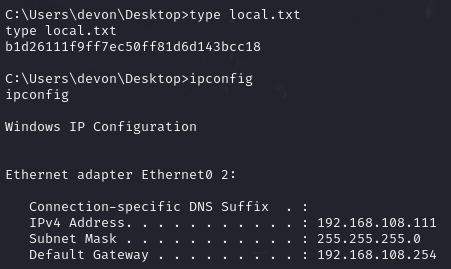 C:\Users\devon\Desktop>type local.txt
type local.txt
b1d26111f9ff7ec50ff81d6d143bcc18
C:\Users\devon\Desktop>ipconfig
ipconfig
Windows IP Configuration
Ethernet adapter Ethernet0 2:
Connection-specific DNS Suffix  . :
IPv4 Address. . . . . . . . . . . : 192.168.108.111
Subnet Mask . . . . . . . . . . . : 255.255.255.0
Default Gateway . . . . . . . . . : 192.168.108.254